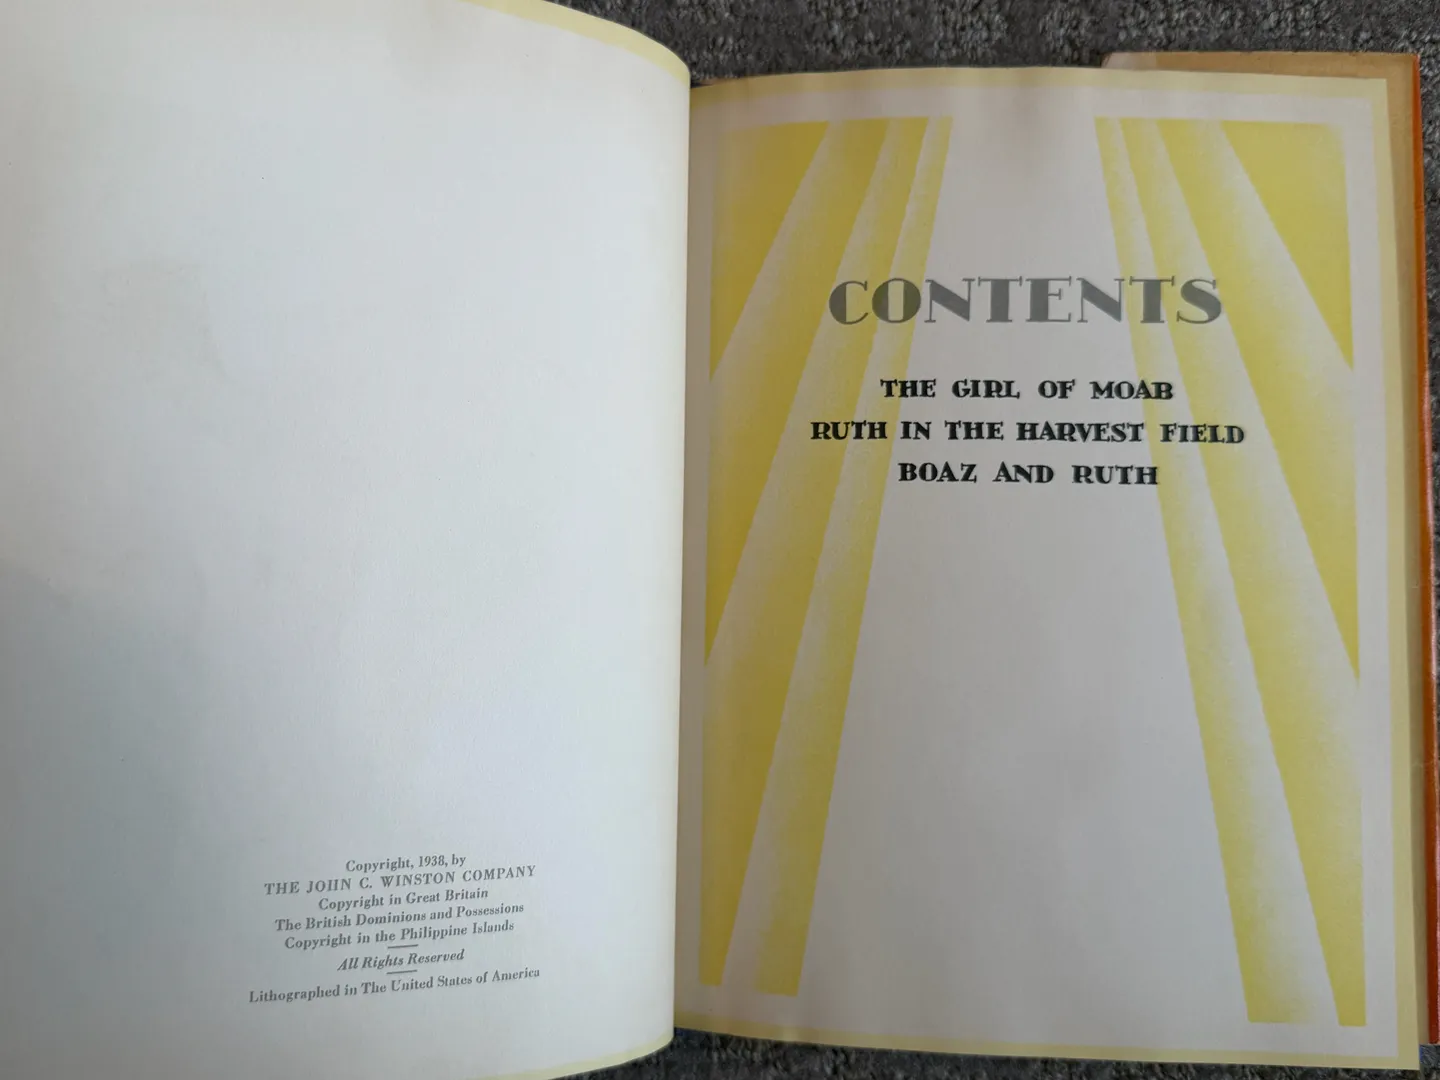 Copyright, 1938, by
THE JOHN C. WINSTON COMPANY
Copyright in Great Britain
The British Dominions and Possessions
Copyright in the Philippine Islands
All Rights Reserved
Lithographed in The United States of America
CONTENTS
THE GIRL OF MOAB
RUTH IN THE HARVEST FIELD
BOAZ AND RUTH